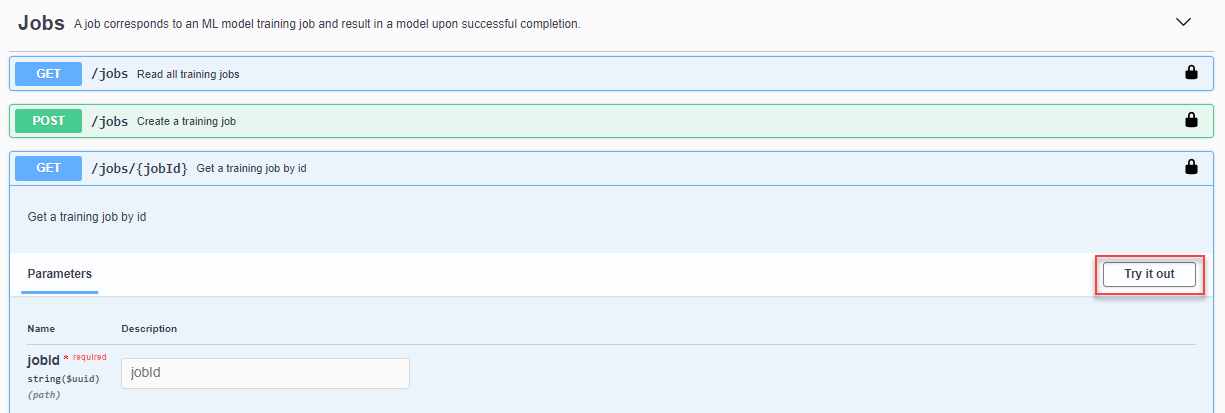 Jobs A job corresponds to an ML model training job and result in a model upon successful completion.
GET /jobs Read all training jobs
POST /jobs Create a training job
GET /jobs/{jobId} Get a training job by id
Get a training job by id
Parameters Try it out
Name Description
jobId * required jobId
string($uuid)
(path)